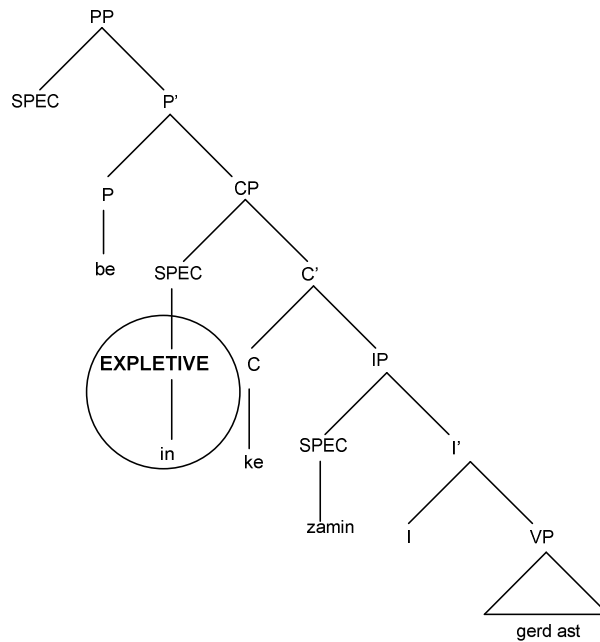 PP
SPEC P'
P CP
be SPEC C'
EXPLETIVE C IP
in ke SPEC I'
zamin I VP
gerd ast